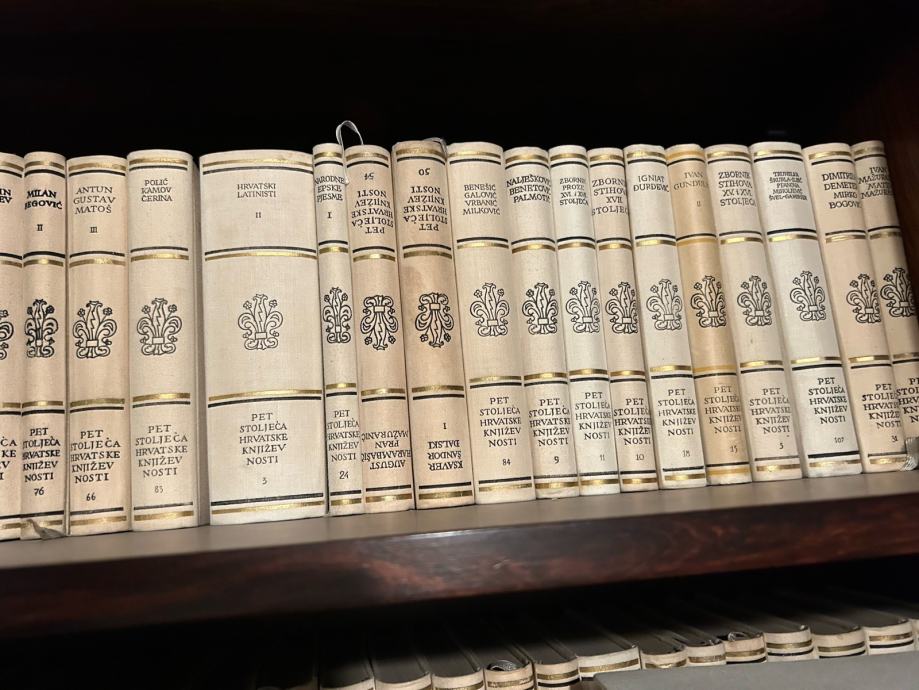 MILAN
BEGOVIĆ
II
PET
STOLJEĆA
HRVATSKE
KNJIŽEV
NOSTI
76
ANTUN
GUSTAV
MATOŠ
III
PET
STOLJEĆA
HRVATSKE
KNJIŽEV
NOSTI
66
POLIĆ
KAMOV
ČERINA
PET
STOLJEĆA
HRVATSKE
KNJIŽEV
NOSTI
83
HRVATSKI
LATINISTI
II
PET
STOLJEĆA
HRVATSKE
KNJIŽEV
NOSTI
3
NARODNE
EPSKE
PJESME
I
PET
STOLJEĆA
HRVATSKE
KNJIŽEV
NOSTI
24
AUGUST
HARAMBAŠIĆ
FRAN
MAŽURANIĆ
PET
STOLJEĆA
HRVATSKE
KNJIŽEV
NOSTI
55
KSAVER
ŠANDOR
ĐALSKI
I
PET
STOLJEĆA
HRVATSKE
KNJIŽEV
NOSTI
50
BENEŠIĆ
GALOVIĆ
VRBANIĆ
MILKOVIĆ
PET
STOLJEĆA
HRVATSKE
KNJIŽEV
NOSTI
84
NALJEŠKOVIĆ
BENETOVIĆ
PALMOTIĆ
PET
STOLJEĆA
HRVATSKE
KNJIŽEV
NOSTI
9
ZBORNIK
PROZE
XVI. I XVII.
STOLJEĆA
PET
STOLJEĆA
HRVATSKE
KNJIŽEV
NOSTI
11
ZBORNIK
STIHOVA
XVII
STOLJEĆA
PET
STOLJEĆA
HRVATSKE
KNJIŽEV
NOSTI
10
IGNJAT
ĐURĐEVIĆ
PET
STOLJEĆA
HRVATSKE
KNJIŽEV
NOSTI
18
IVAN
GUNDULIĆ
II
PET
STOLJEĆA
HRVATSKE
KNJIŽEV
NOSTI
13
ZBORNIK
STIHOVA
XV I XVI
STOLJEĆA
PET
STOLJEĆA
HRVATSKE
KNJIŽEV
NOSTI
5
PET
STOLJEĆA
HRVATSKE
KNJIŽEV
NOSTI
107
DIMITRIJA
DEMETER
MIRKO
BOGOVIĆ
PET
STOLJEĆA
HRVATSKE
KNJIŽEV
NOSTI
31
IVAN